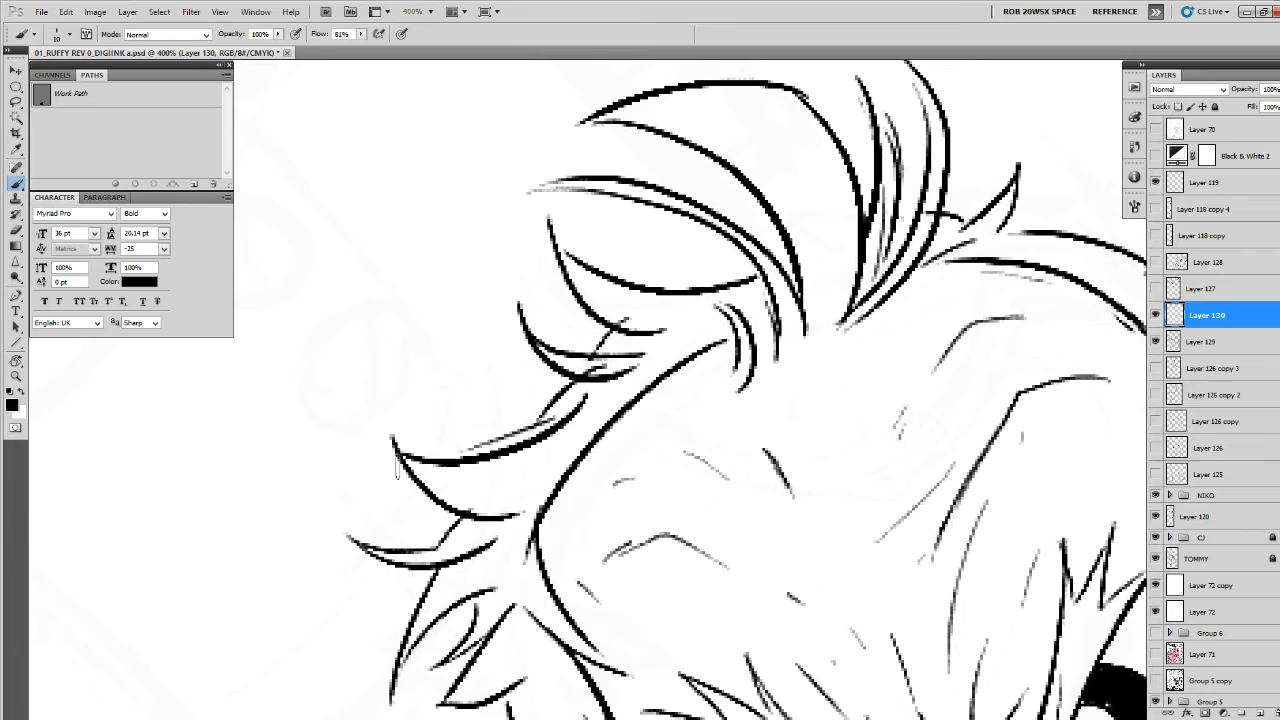 PS File Edit Image Layer Select Filter View Window Help Br Mb 400% ROB 20WSX SPACE REFERENCE CS Live
10 Mode: Normal Opacity: 100% Flow: 81%
01_RUFFY REV 0_DIGIINK a.psd @ 400% (Layer 130, RGB/8#/CMYK) *
CHANNELS PATHS
Work Path
CHARACTER PARAGRAPH
Myriad Pro Bold
36 pt 20.14 pt
Metrics -25
100% 100%
0 pt Color:
T T TT Tt T T T T
English: UK Sharp
LAYERS
Normal Opacity: 100%
Lock: Fill: 100%
Layer 70
Black & White 2
Layer 119
Layer 118 copy 4
Layer 118 copy
Layer 128
Layer 127
Layer 130
Layer 129
Layer 126 copy 3
Layer 126 copy 2
Layer 126 copy
Layer 126
Layer 125
NIKO
Layer 120
CJ
TOMMY
Layer 72 copy
Layer 72
Group 6
Layer 71
Group 5 copy
Group 5